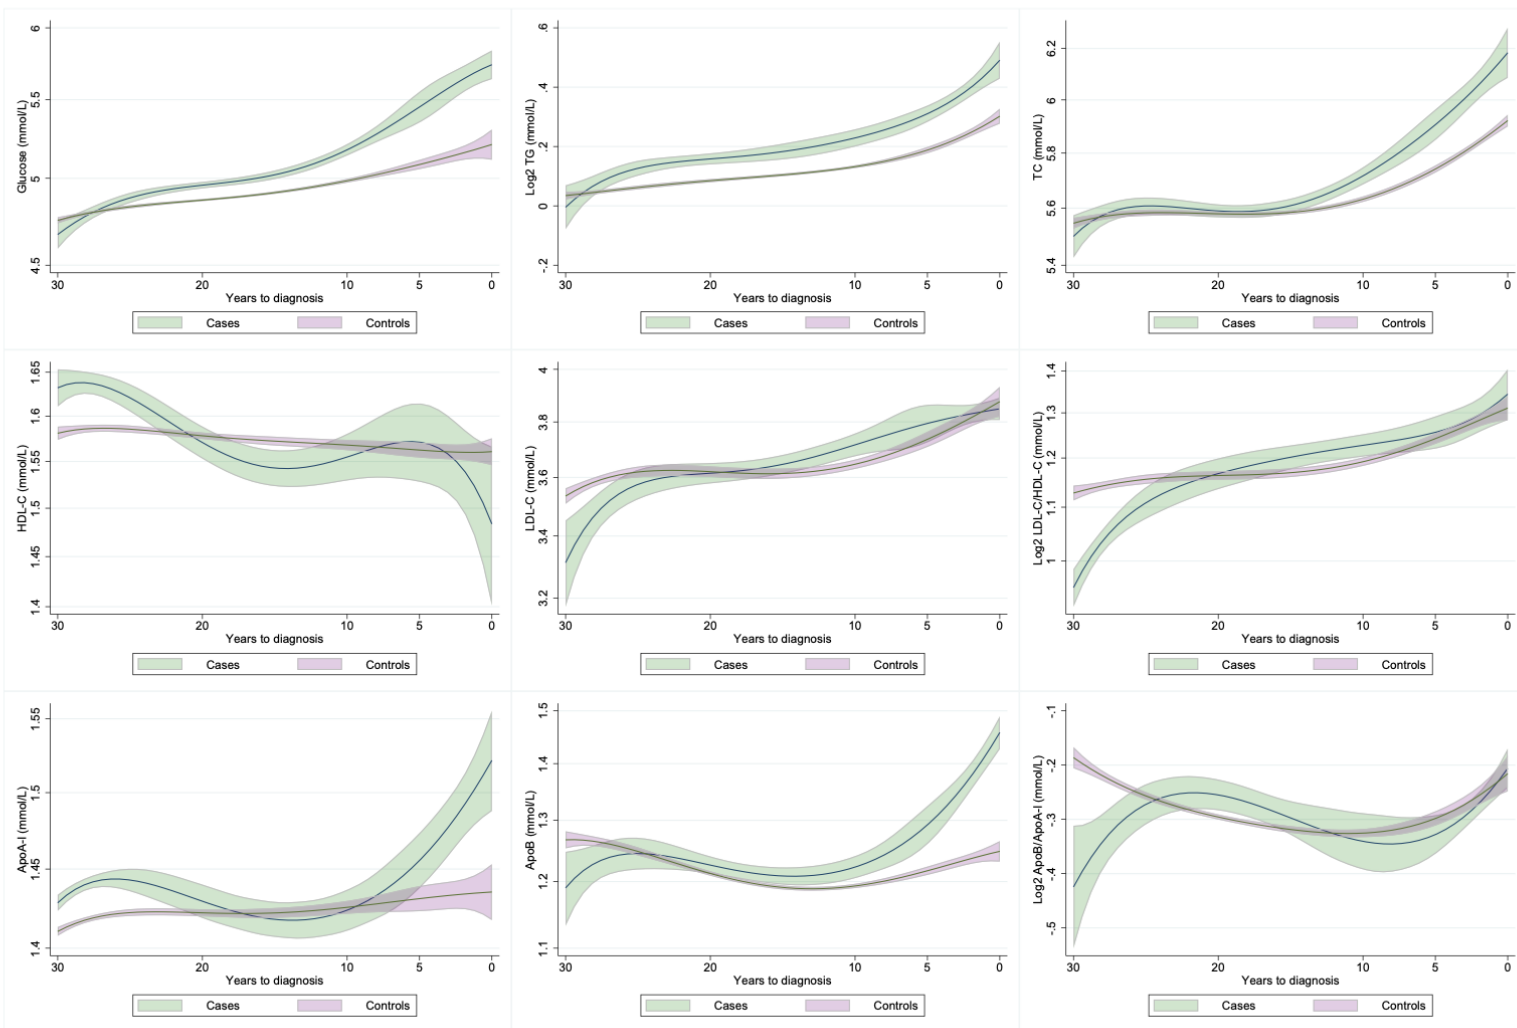 Glucose (mmol/L)
6
5.5
5
4.5
30 20 10 5 0
Years to diagnosis
Cases Controls
Log2 TG (mmol/L)
.6
.4
.2
0
-.2
30 20 10 5 0
Years to diagnosis
Cases Controls
TC (mmol/L)
6.2
6
5.8
5.6
5.4
30 20 10 5 0
Years to diagnosis
Cases Controls
HDL-C (mmol/L)
1.65
1.6
1.55
1.5
1.45
1.4
30 20 10 5 0
Years to diagnosis
Cases Controls
LDL-C (mmol/L)
4
3.8
3.6
3.4
3.2
30 20 10 5 0
Years to diagnosis
Cases Controls
Log2 LDL-C/HDL-C (mmol/L)
1.4
1.3
1.2
1.1
1
30 20 10 5 0
Years to diagnosis
Cases Controls
ApoA-I (mmol/L)
1.55
1.5
1.45
1.4
30 20 10 5 0
Years to diagnosis
Cases Controls
ApoB (mmol/L)
1.5
1.4
1.3
1.2
1.1
30 20 10 5 0
Years to diagnosis
Cases Controls
Log2 ApoB/ApoA-I (mmol/L)
-.1
-.2
-.3
-.4
-.5
30 20 10 5 0
Years to diagnosis
Cases Controls